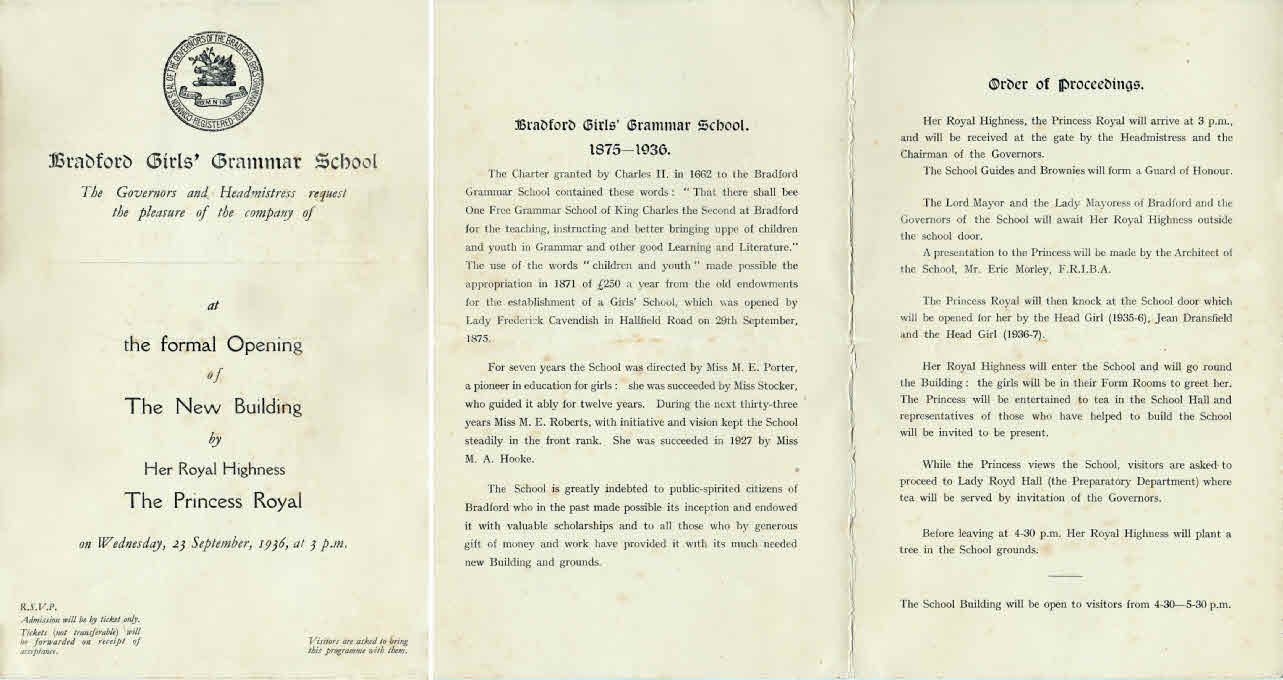 SEAL OF THE GOVERNORS OF THE BRADFORD GIRLS' GRAMMAR
Bradford Girls' Grammar School
The Governors and Headmistress request
the pleasure of the company of
at
the formal Opening
of
The New Building
by
Her Royal Highness
The Princess Royal
on Wednesday, 23 September, 1936, at 3 p.m.
R.S.V.P.
Admission will be by ticket only.
Tickets (not transferable) will
be forwarded on receipt of
acceptance.
Visitors are asked to bring
this programme with them.
Bradford Girls' Grammar School.
1875—1936.
The Charter granted by Charles II. in 1662 to the Bradford
Grammar School contained these words : " That there shall bee
One Free Grammar School of King Charles the Second at Bradford
for the teaching, instructing and better bringing uppe of children
and youth in Grammar and other good Learning and Literature."
The use of the words " children and youth " made possible the
appropriation in 1871 of £250 a year from the old endowments
for the establishment of a Girls' School, which was opened by
Lady Frederick Cavendish in Hallfield Road on 29th September,
1875.
For seven years the School was directed by Miss M. E. Porter,
a pioneer in education for girls : she was succeeded by Miss Stocker,
who guided it ably for twelve years. During the next thirty-three
years Miss M. E. Roberts, with initiative and vision kept the School
steadily in the front rank. She was succeeded in 1927 by Miss
M. A. Hooke.
The School is greatly indebted to public-spirited citizens of
Bradford who in the past made possible its inception and endowed
it with valuable scholarships and to all those who by generous
gift of money and work have provided it with its much needed
new Building and grounds.
Order of Proceedings.
Her Royal Highness, the Princess Royal will arrive at 3 p.m.,
and will be received at the gate by the Headmistress and the
Chairman of the Governors.
The School Guides and Brownies will form a Guard of Honour.
The Lord Mayor and the Lady Mayoress of Bradford and the
Governors of the School will await Her Royal Highness outside
the school door.
A presentation to the Princess will be made by the Architect of
the School, Mr. Eric Morley, F.R.I.B.A.
The Princess Royal will then knock at the School door which
will be opened for her by the Head Girl (1935-6), Jean Dransfield
and the Head Girl (1936-7).
Her Royal Highness will enter the School and will go round
the Building : the girls will be in their Form Rooms to greet her.
The Princess will be entertained to tea in the School Hall and
representatives of those who have helped to build the School
will be invited to be present.
While the Princess views the School, visitors are asked to
proceed to Lady Royd Hall (the Preparatory Department) where
tea will be served by invitation of the Governors.
Before leaving at 4-30 p.m. Her Royal Highness will plant a
tree in the School grounds.
The School Building will be open to visitors from 4-30—5-30 p.m.